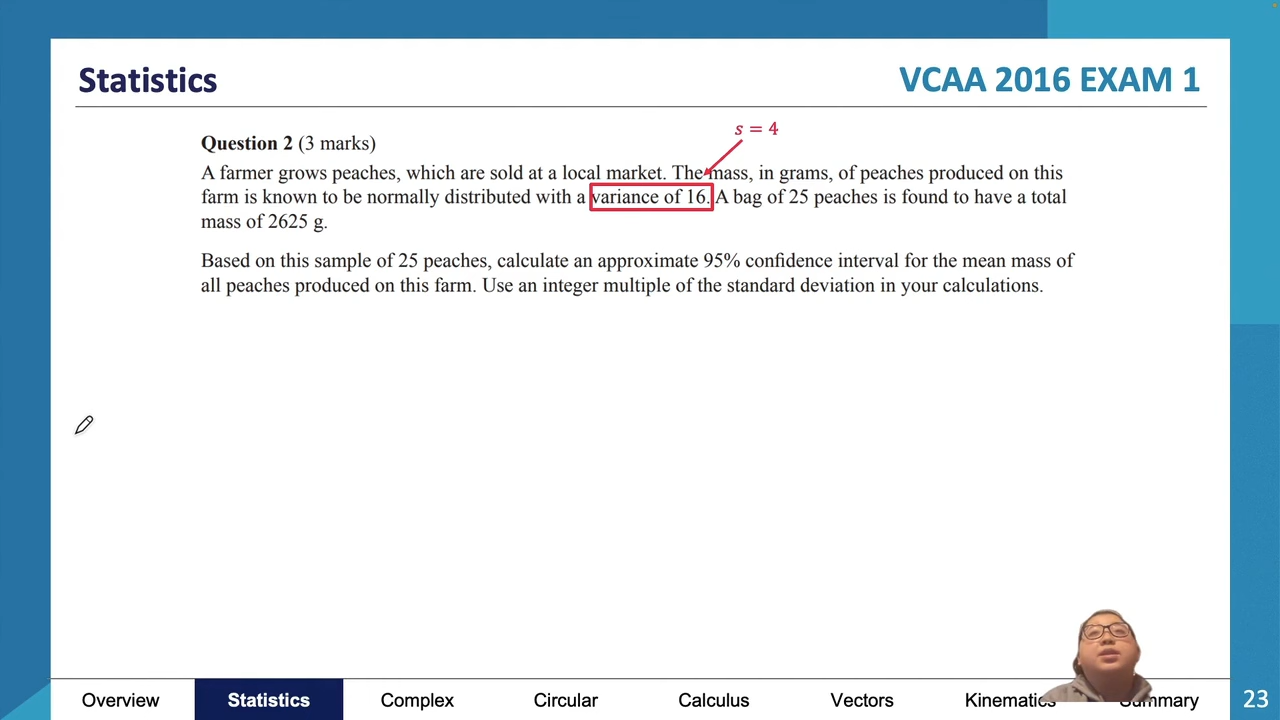 Statistics
VCAA 2016 EXAM 1
s = 4
Question 2 (3 marks)
A farmer grows peaches, which are sold at a local market. The mass, in grams, of peaches produced on this
farm is known to be normally distributed with a variance of 16. A bag of 25 peaches is found to have a total
mass of 2625 g.
Based on this sample of 25 peaches, calculate an approximate 95% confidence interval for the mean mass of
all peaches produced on this farm. Use an integer multiple of the standard deviation in your calculations.
Overview Statistics Complex Circular Calculus Vectors Kinematics Summary 23